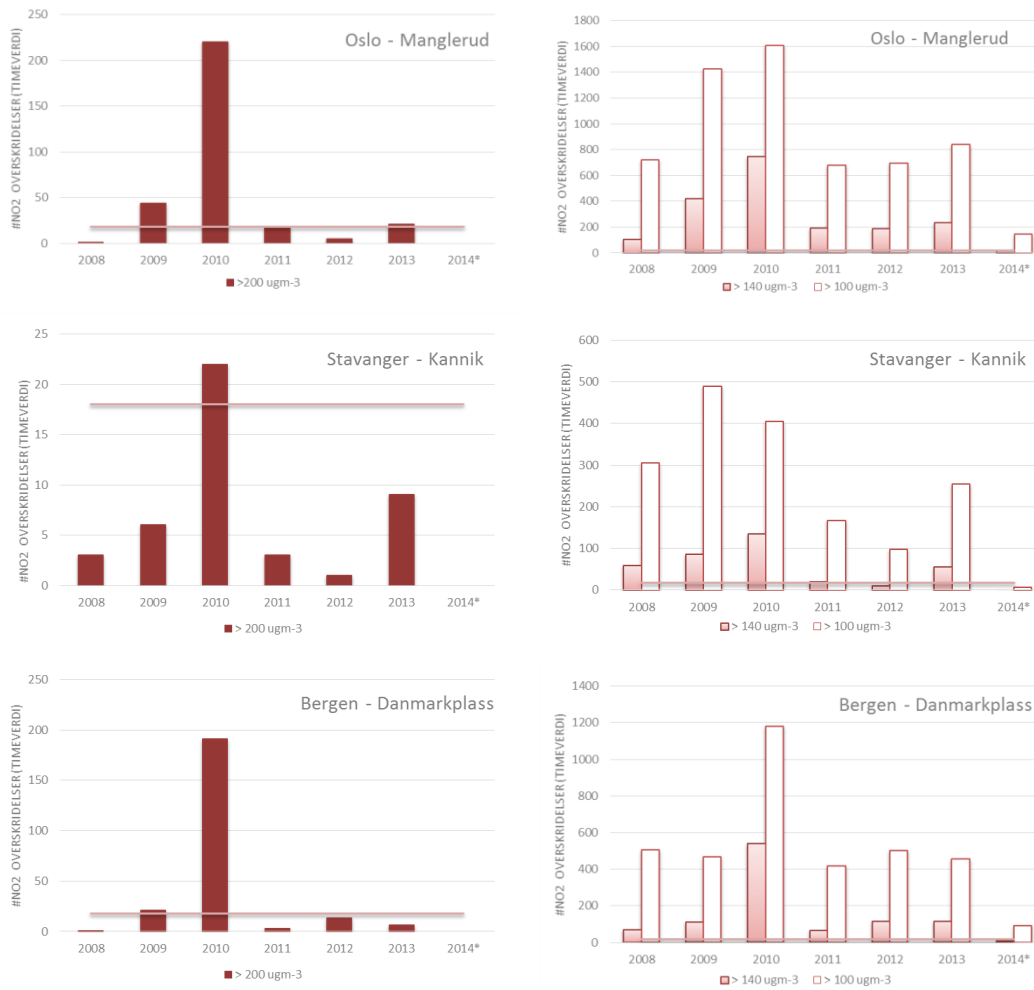 Oslo - Manglerud
#NO2 OVERSKRIDELSER (TIMEVERDI)
250
200
150
100
50
0
2008 2009 2010 2011 2012 2013 2014*
>200 ugm-3
Oslo - Manglerud
#NO2 OVERSKRIDELSER (TIMEVERDI)
1800
1600
1400
1200
1000
800
600
400
200
0
2008 2009 2010 2011 2012 2013 2014*
> 140 ugm-3 > 100 ugm-3
Stavanger - Kannik
#NO2 OVERSKRIDELSER (TIMEVERDI)
25
20
15
10
5
0
2008 2009 2010 2011 2012 2013 2014*
> 200 ugm-3
Stavanger - Kannik
#NO2 OVERSKRIDELSER (TIMEVERDI)
600
500
400
300
200
100
0
2008 2009 2010 2011 2012 2013 2014*
> 140 ugm-3 > 100 ugm-3
Bergen - Danmarkplass
#NO2 OVERSKRIDELSER (TIMEVERDI)
250
200
150
100
50
0
2008 2009 2010 2011 2012 2013 2014*
> 200 ugm-3
Bergen - Danmarkplass
#NO2 OVERSKRIDELSER (TIMEVERDI)
1400
1200
1000
800
600
400
200
0
2008 2009 2010 2011 2012 2013 2014*
> 140 ugm-3 > 100 ugm-3